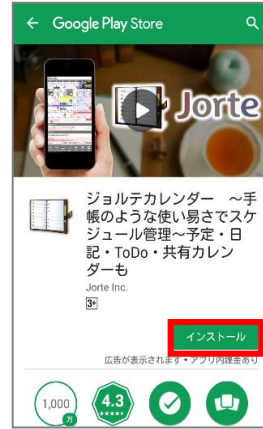 Google Play Store
Jorte
ジョルテカレンダー　～手
帳のような使い易さでスケ
ジュール管理～予定・日
記・ToDo・共有カレン
ダーも
Jorte Inc.
3+
インストール
広告が表示されます・アプリ内課金あり
1,000
万
4.3